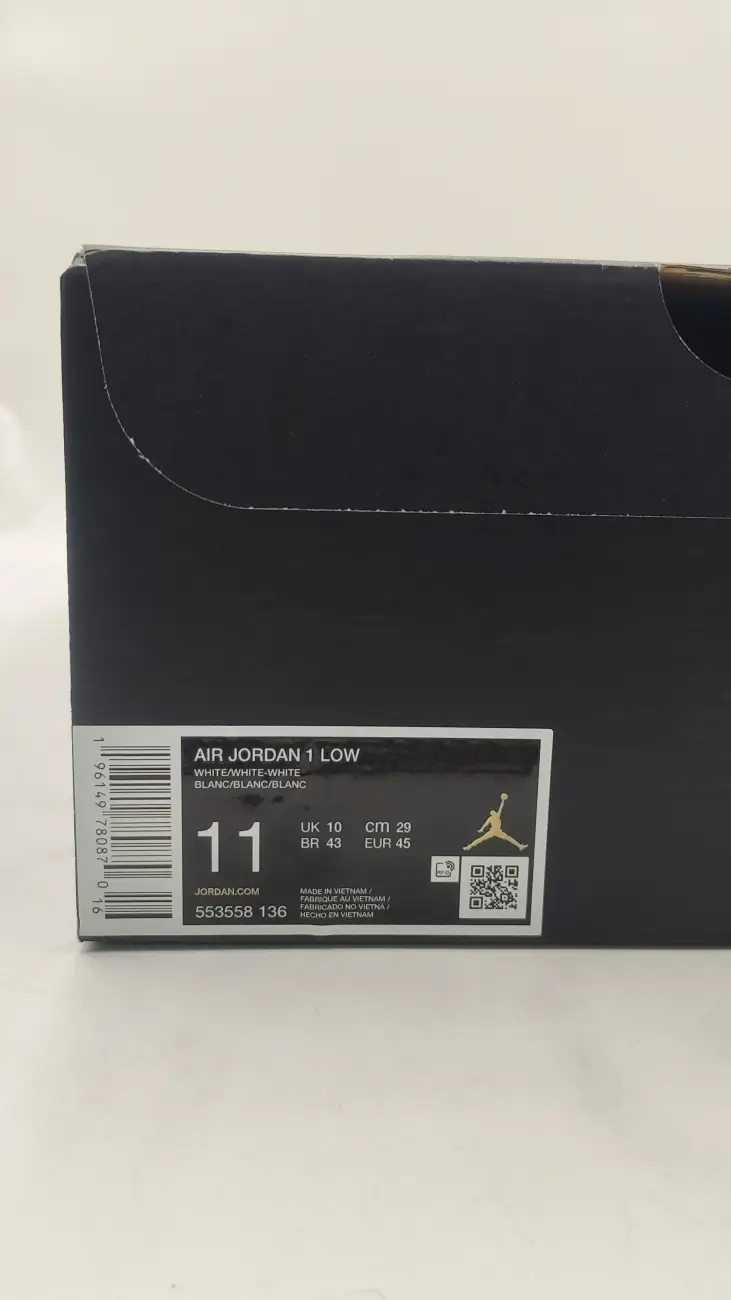 AIR JORDAN 1 LOW
WHITE/WHITE-WHITE
BLANC/BLANC/BLANC
11
UK 10 cm 29
BR 43 EUR 45
JORDAN.COM
553558 136
MADE IN VIETNAM /
FABRIQUE AU VIETNAM /
FABRICADO NO VIETNÃ /
HECHO EN VIETNAM
RFID
1 96149 78087 0 16